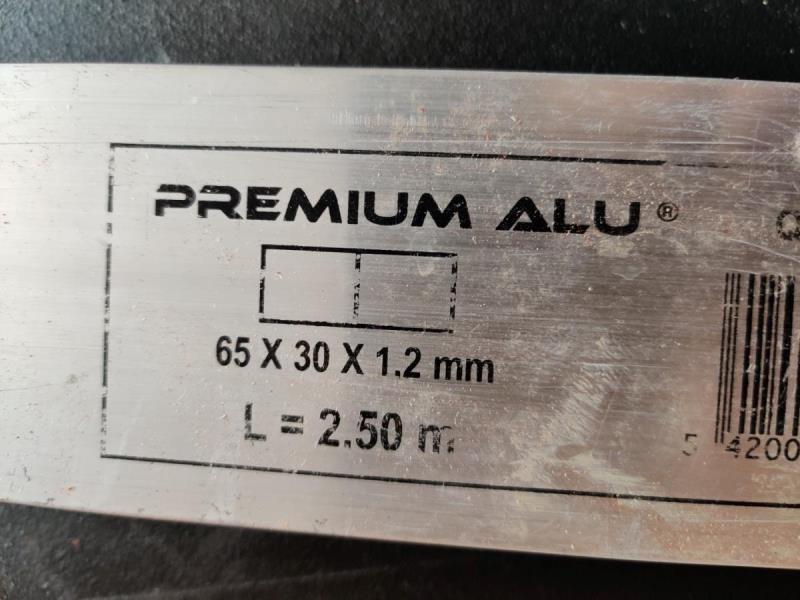 PREMIUM ALU®
65 X 30 X 1.2 mm
L = 2.50 m
5 4200